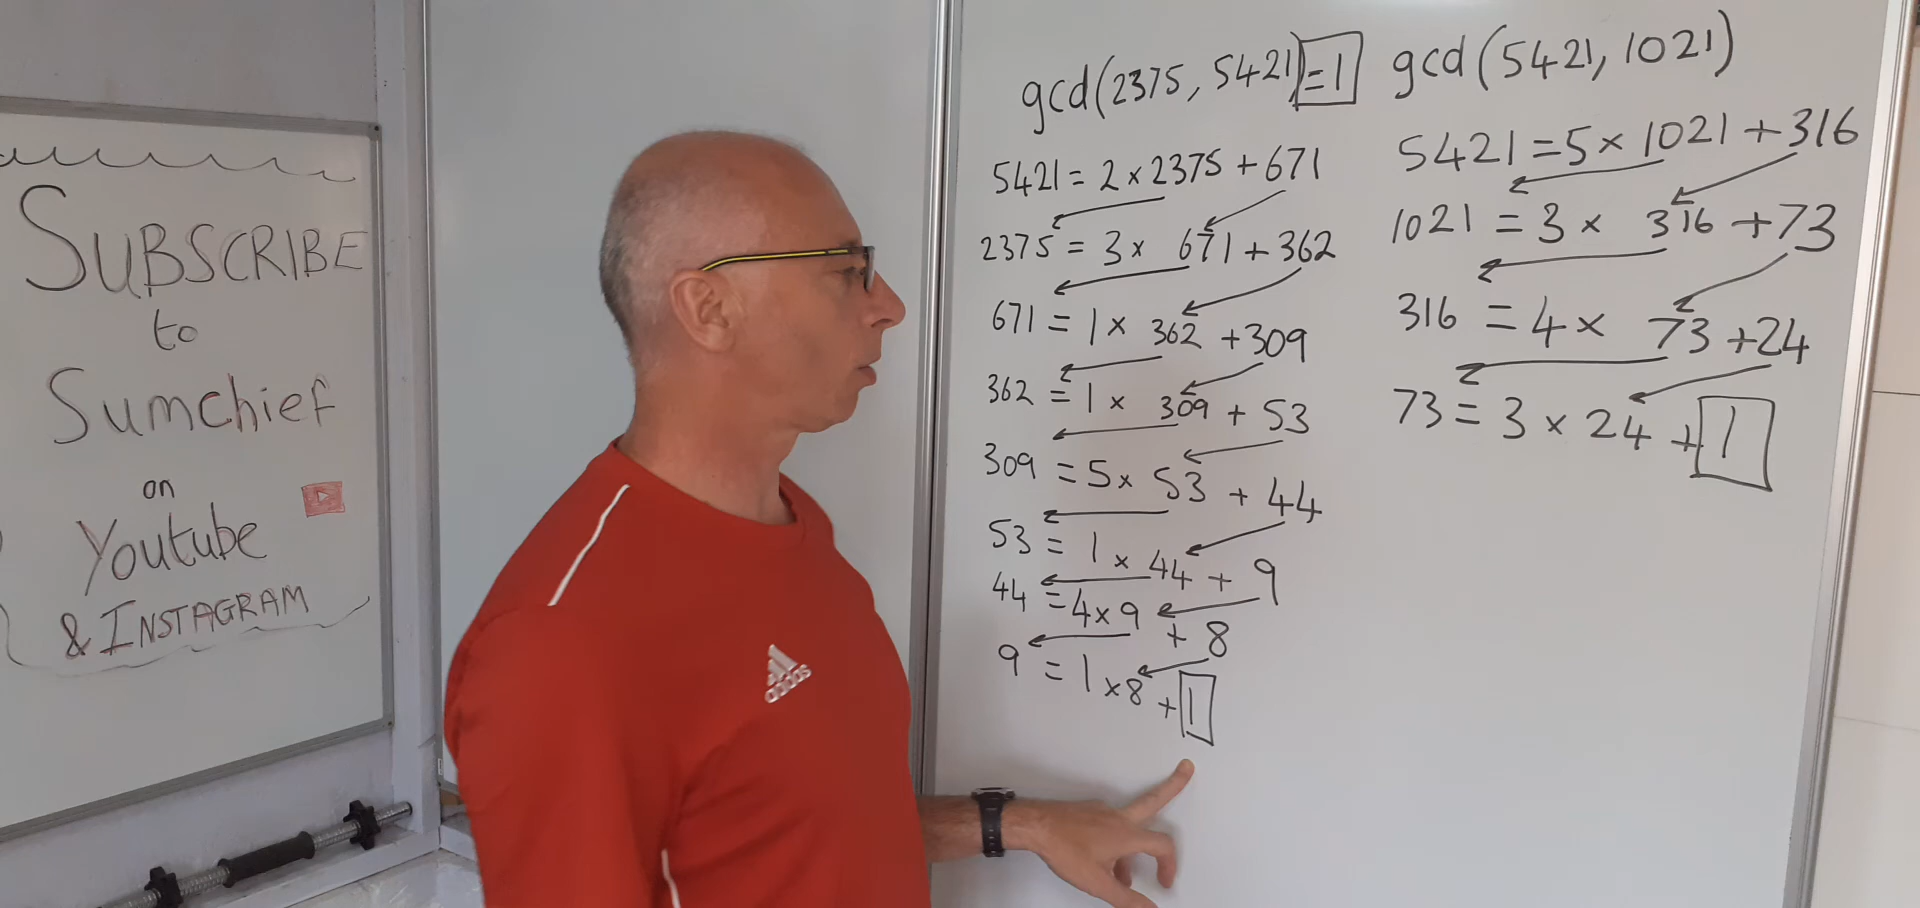 SUBSCRIBE
to
Sumchief
on
Youtube
& INSTAGRAM
adidas
gcd(2375, 5421)=1
5421 = 2 x 2375 + 671
2375 = 3 x 671 + 362
671 = 1 x 362 + 309
362 = 1 x 309 + 53
309 = 5 x 53 + 44
53 = 1 x 44 + 9
44 = 4 x 9 + 8
9 = 1 x 8 + 1
gcd(5421, 1021)
5421 = 5 x 1021 + 316
1021 = 3 x 316 + 73
316 = 4 x 73 + 24
73 = 3 x 24 + 1